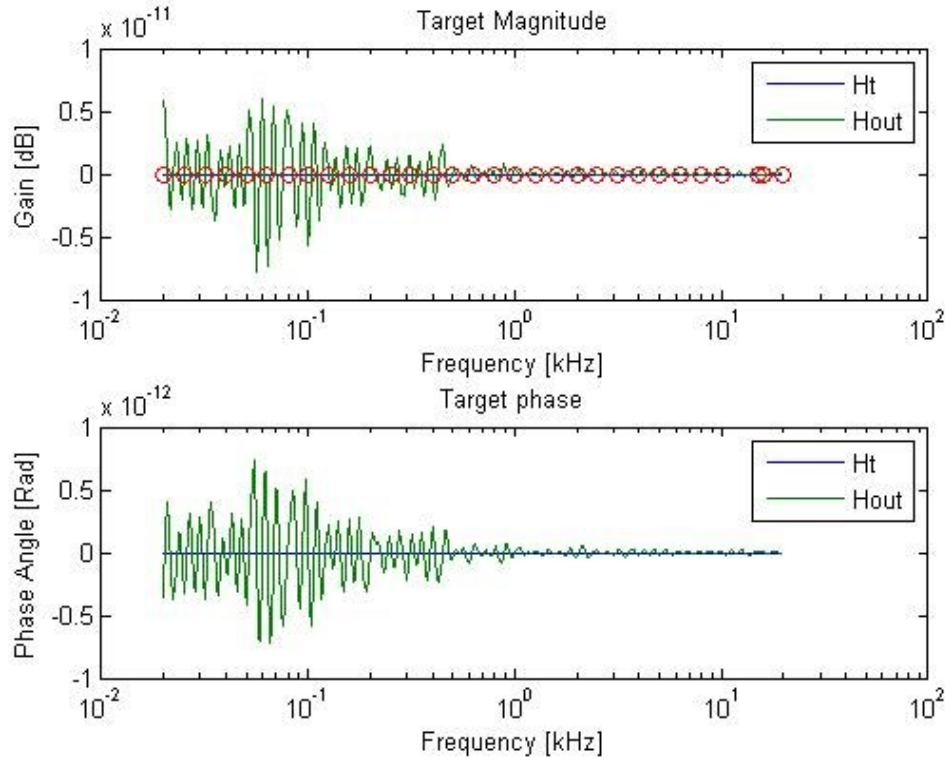 x 10^-11
Target Magnitude
Gain [dB]
1
0.5
0
-0.5
-1
Ht
Hout
10^-2
10^-1
10^0
10^1
10^2
Frequency [kHz]
x 10^-12
Target phase
Phase Angle [Rad]
1
0.5
0
-0.5
-1
Ht
Hout
10^-2
10^-1
10^0
10^1
10^2
Frequency [kHz]